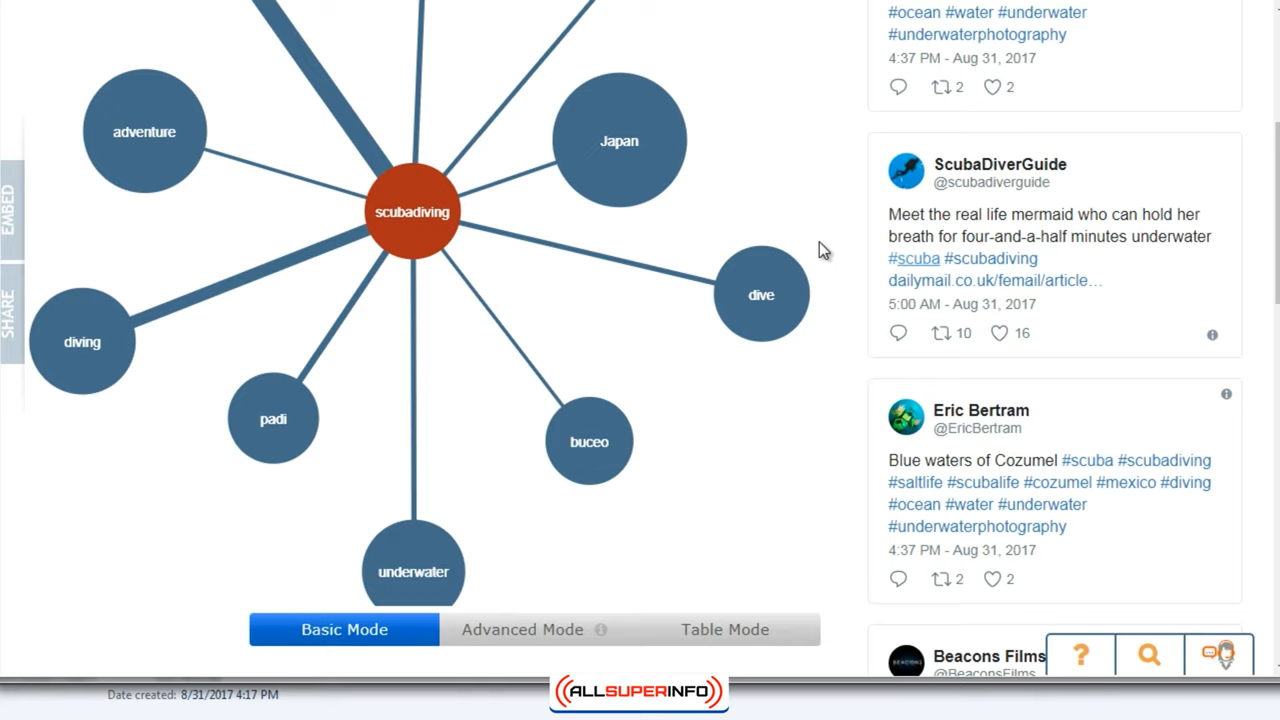 EMBED
SHARE
adventure
Japan
scubadiving
dive
diving
padi
buceo
underwater
Basic Mode
Advanced Mode
Table Mode
#ocean #water #underwater
#underwaterphotography
4:37 PM - Aug 31, 2017
2 2
ScubaDiverGuide
@scubadiverguide
Meet the real life mermaid who can hold her
breath for four-and-a-half minutes underwater
#scuba #scubadiving
dailymail.co.uk/femail/article…
5:00 AM - Aug 31, 2017
10 16
Eric Bertram
@EricBertram
Blue waters of Cozumel #scuba #scubadiving
#saltlife #scubalife #cozumel #mexico #diving
#ocean #water #underwater
#underwaterphotography
4:37 PM - Aug 31, 2017
2 2
BEACONS
Beacons Films
@BeaconsFilms
?
Date created: 8/31/2017 4:17 PM
ALLSUPERINFO